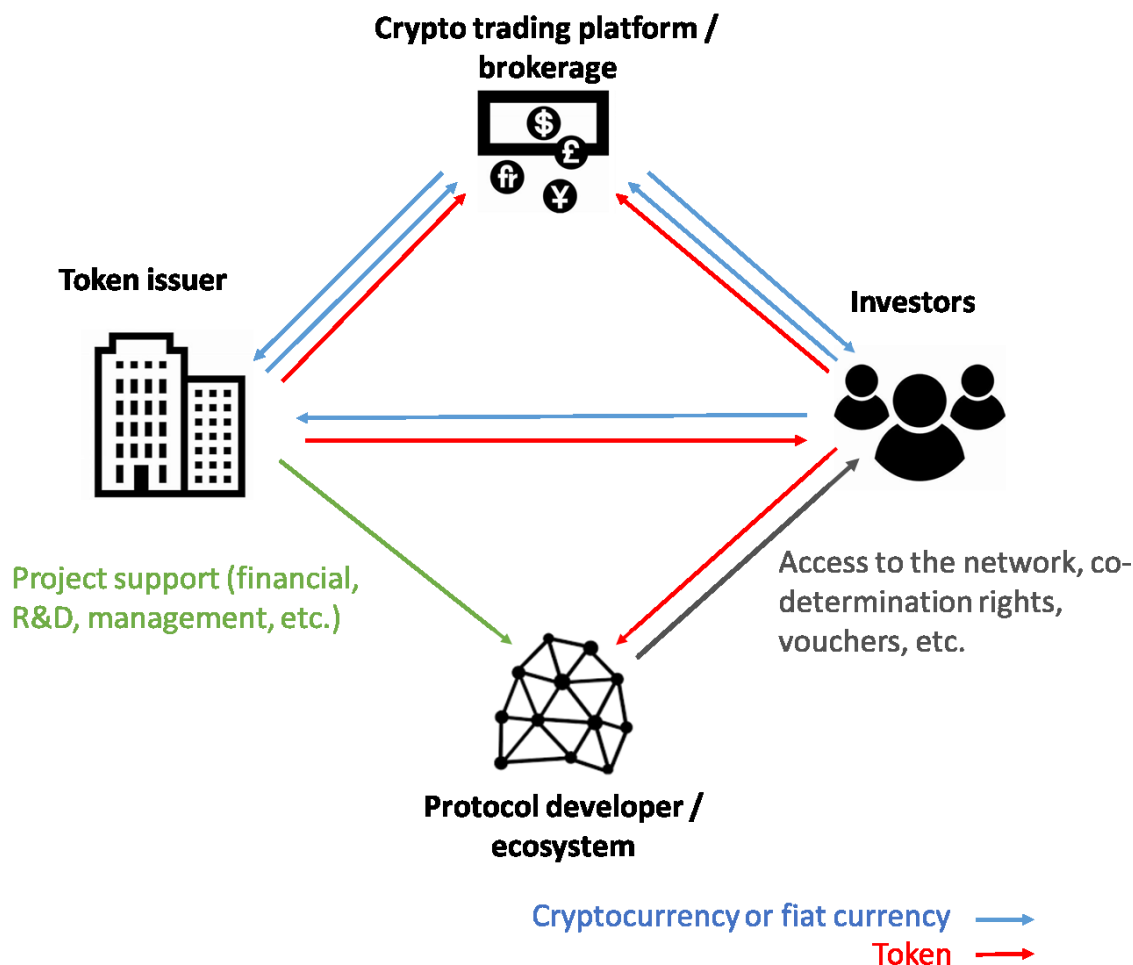 Crypto trading platform /
brokerage
$
£
fr
¥
Token issuer
Investors
Project support (financial,
R&D, management, etc.)
Access to the network, co-
determination rights,
vouchers, etc.
Protocol developer /
ecosystem
Cryptocurrency or fiat currency
Token